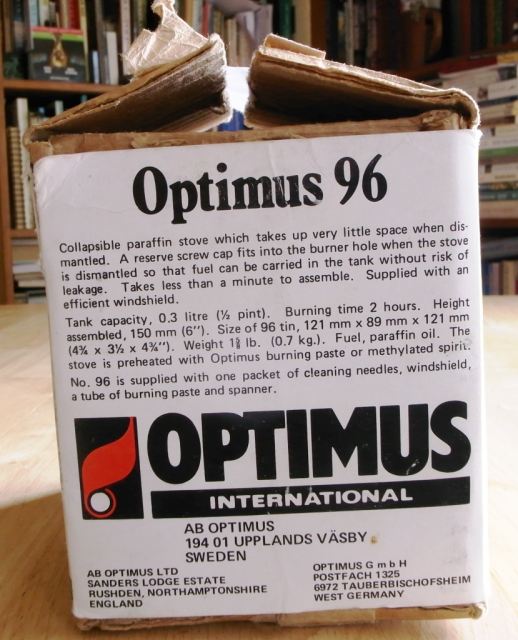 Optimus 96
Collapsible paraffin stove which takes up very little space when dis-
mantled. A reserve screw cap fits into the burner hole when the stove
is dismantled so that fuel can be carried in the tank without risk of
leakage. Takes less than a minute to assemble. Supplied with an
efficient windshield.
Tank capacity, 0.3 litre (½ pint). Burning time 2 hours. Height
assembled, 150 mm (6"). Size of 96 tin, 121 mm x 89 mm x 121 mm
(4¾ x 3½ x 4¾"). Weight 1⅝ lb. (0.7 kg.). Fuel, paraffin oil. The
stove is preheated with Optimus burning paste or methylated spirit.
No. 96 is supplied with one packet of cleaning needles, windshield,
a tube of burning paste and spanner.
OPTIMUS
INTERNATIONAL
AB OPTIMUS
194 01 UPPLANDS VÄSBY
SWEDEN
AB OPTIMUS LTD
SANDERS LODGE ESTATE
RUSHDEN, NORTHAMPTONSHIRE
ENGLAND
OPTIMUS G m b H
POSTFACH 1325
6972 TAUBERBISCHOFSHEIM
WEST GERMANY